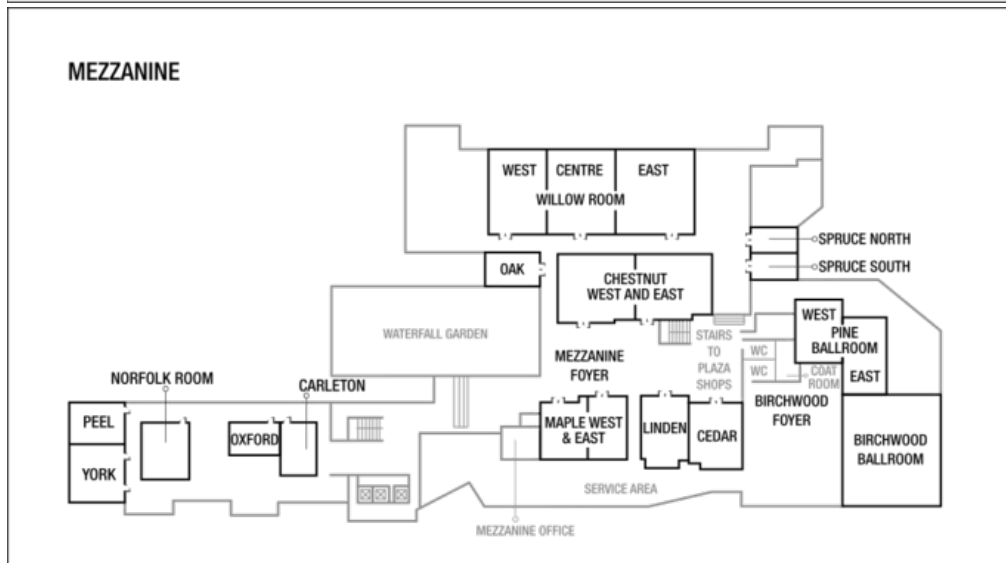 MEZZANINE
WEST
CENTRE
EAST
WILLOW ROOM
SPRUCE NORTH
SPRUCE SOUTH
OAK
CHESTNUT
WEST AND EAST
WATERFALL GARDEN
STAIRS
TO
PLAZA
SHOPS
WEST
PINE
BALLROOM
EAST
WC
WC
COAT
ROOM
MEZZANINE
FOYER
NORFOLK ROOM
CARLETON
PEEL
OXFORD
YORK
MAPLE WEST
& EAST
LINDEN
CEDAR
BIRCHWOOD
FOYER
BIRCHWOOD
BALLROOM
SERVICE AREA
MEZZANINE OFFICE